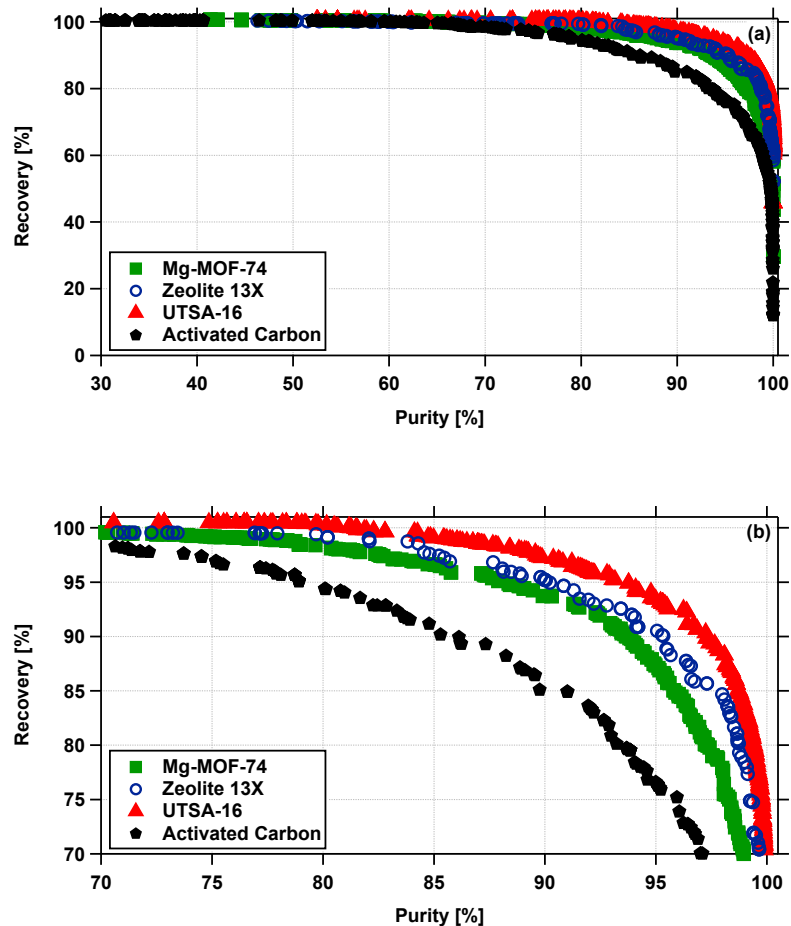 100
80
60
40
20
0
Recovery [%]
(a)
Mg-MOF-74
Zeolite 13X
UTSA-16
Activated Carbon
30
40
50
60
70
80
90
100
Purity [%]
100
95
90
85
80
75
70
Recovery [%]
(b)
Mg-MOF-74
Zeolite 13X
UTSA-16
Activated Carbon
70
75
80
85
90
95
100
Purity [%]